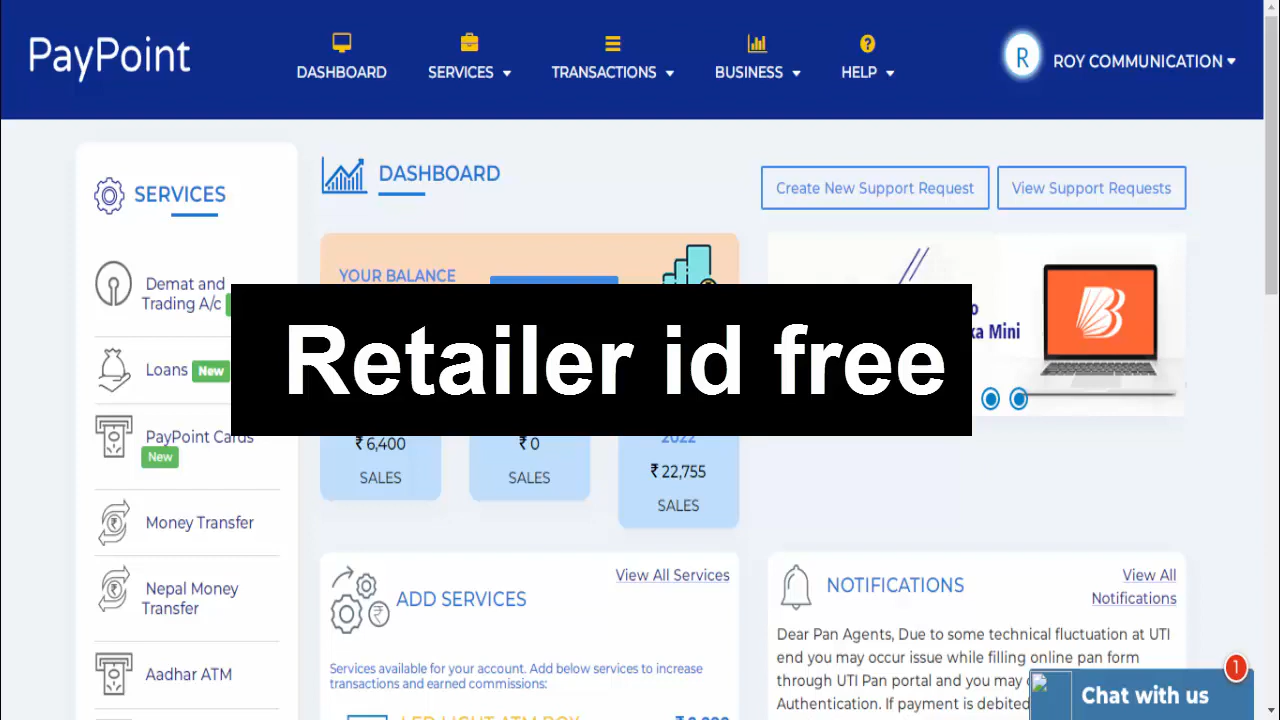 PayPoint
DASHBOARD
SERVICES
TRANSACTIONS
BUSINESS
HELP
R
ROY COMMUNICATION
SERVICES
Demat and
Trading A/c
Loans New
PayPoint Cards
New
Money Transfer
Nepal Money
Transfer
Aadhar ATM
DASHBOARD
Create New Support Request
View Support Requests
YOUR BALANCE
Mini
Retailer id free
₹ 6,400
SALES
₹ 0
SALES
2022
₹ 22,755
SALES
View All Services
ADD SERVICES
Services available for your account. Add below services to increase
transactions and earned commissions:
LED LIGHT ATM BOX
NOTIFICATIONS
View All
Notifications
Dear Pan Agents, Due to some technical fluctuation at UTI
end you may occur issue while filling online pan form
through UTI Pan portal and you may
Authentication. If payment is debited
Chat with us
1